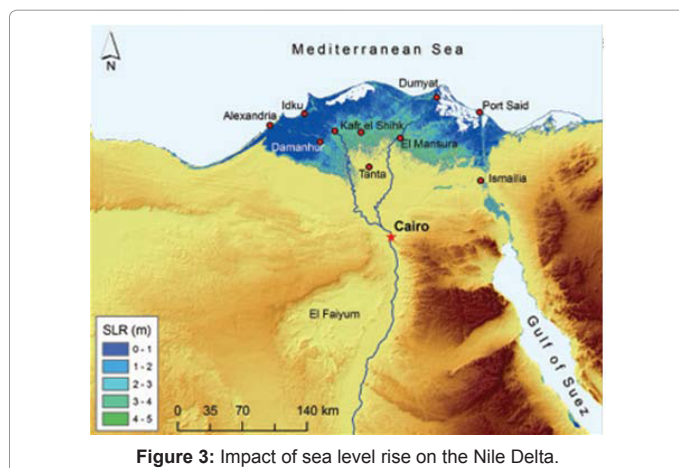 N
Mediterranean Sea
Dumyat
Idku
Port Said
Alexandria
Kafr el Shihk
Damanhur
El Mansura
Tanta
Ismailia
Cairo
El Faiyum
Gulf of Suez
SLR (m)
0 - 1
1 - 2
2 - 3
3 - 4
4 - 5
0 35 70 140 km
Figure 3: Impact of sea level rise on the Nile Delta.